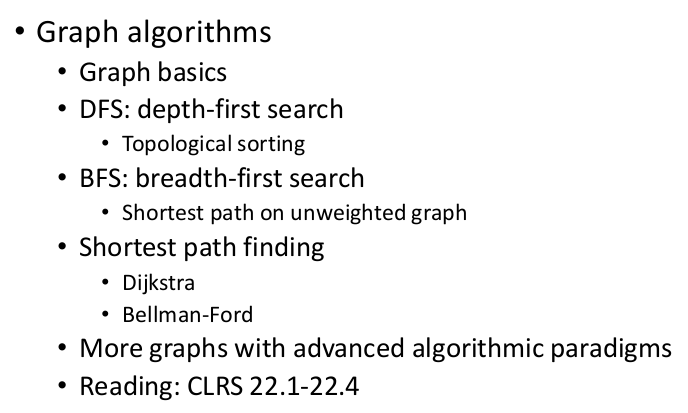 • Graph algorithms
• Graph basics
• DFS: depth-first search
• Topological sorting
• BFS: breadth-first search
• Shortest path on unweighted graph
• Shortest path finding
• Dijkstra
• Bellman-Ford
• More graphs with advanced algorithmic paradigms
• Reading: CLRS 22.1-22.4